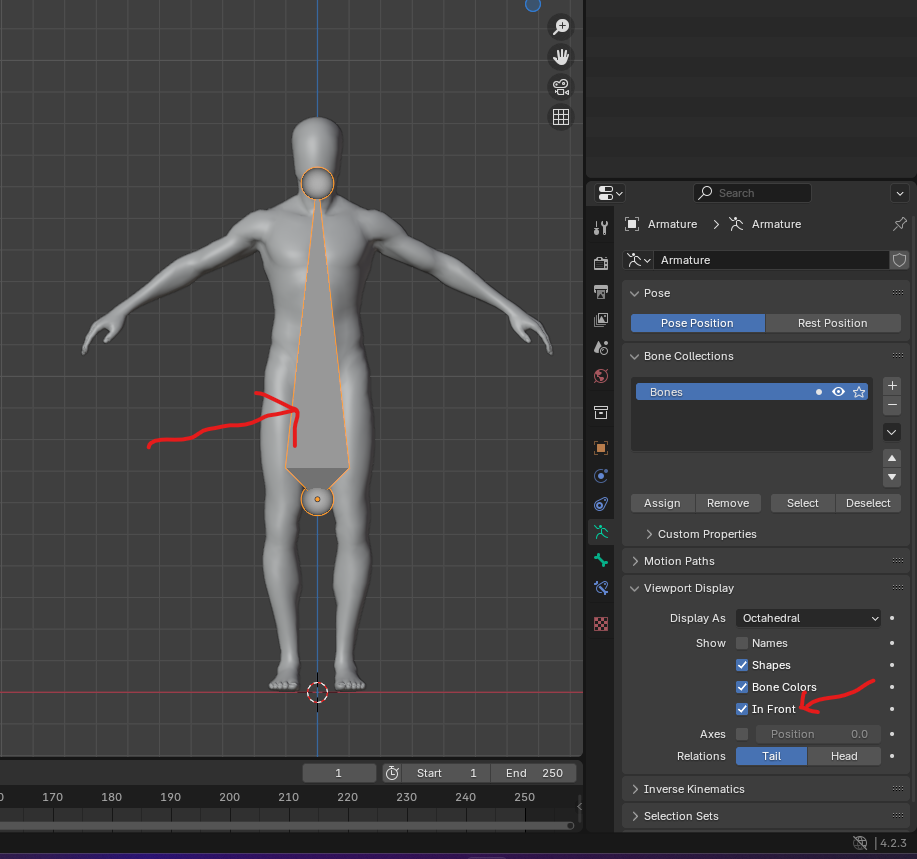 Search
Armature > Armature
Armature
Pose
Pose Position Rest Position
Bone Collections
Bones
Assign Remove Select Deselect
Custom Properties
Motion Paths
Viewport Display
Display As Octahedral
Show Names
Shapes
Bone Colors
In Front
Axes Position 0.0
Relations Tail Head
Inverse Kinematics
Selection Sets
1 Start 1 End 250
0 170 180 190 200 210 220 230 240 250
4.2.3